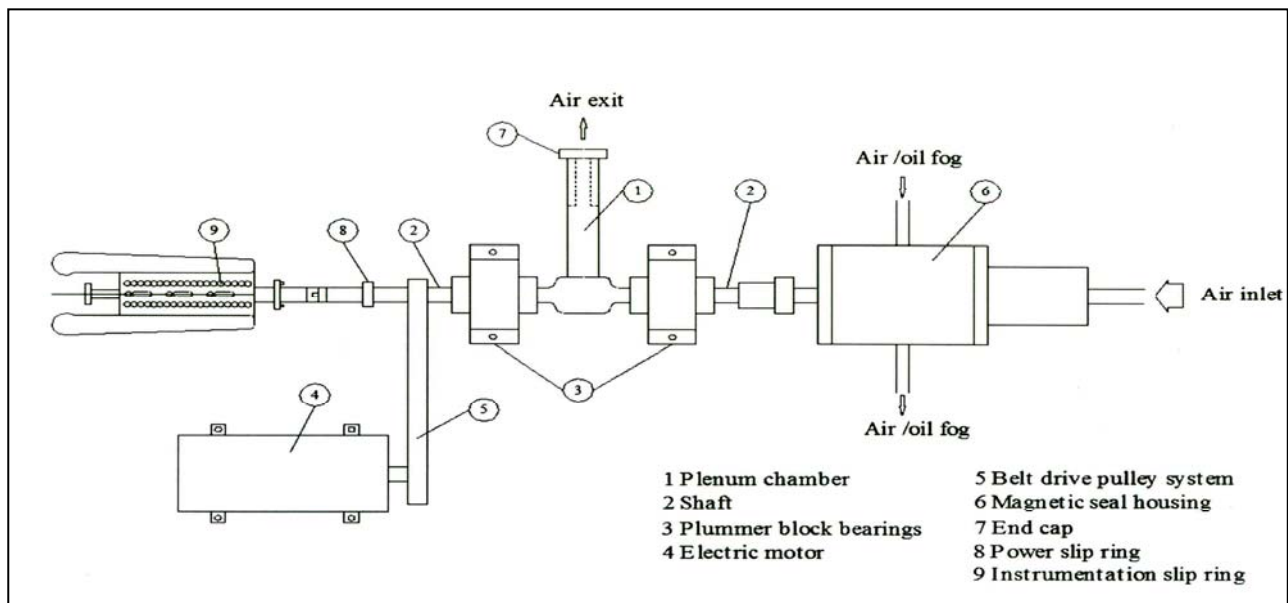 Air exit
7
1
Air /oil fog
6
2
9
8
2
Air inlet
3
4
5
Air /oil fog
1 Plenum chamber
2 Shaft
3 Plummer block bearings
4 Electric motor
5 Belt drive pulley system
6 Magnetic seal housing
7 End cap
8 Power slip ring
9 Instrumentation slip ring